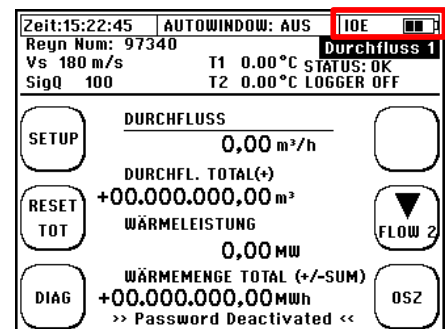 Zeit:15:22:45 AUTOWINDOW: AUS IOE
Reyn Num: 97340 Durchfluss 1
Vs 180 m/s T1 0.00°C STATUS: OK
SigQ 100 T2 0.00°C LOGGER OFF
DURCHFLUSS
SETUP 0,00 m³/h
DURCHFL. TOTAL(+)
RESET TOT +00.000.000,00 m³
WÄRMELEISTUNG
FLOW 2
0,00 MW
WÄRMEMENGE TOTAL (+/-SUM)
DIAG +00.000.000,00 MWh OSZ
>> Password Deactivated <<